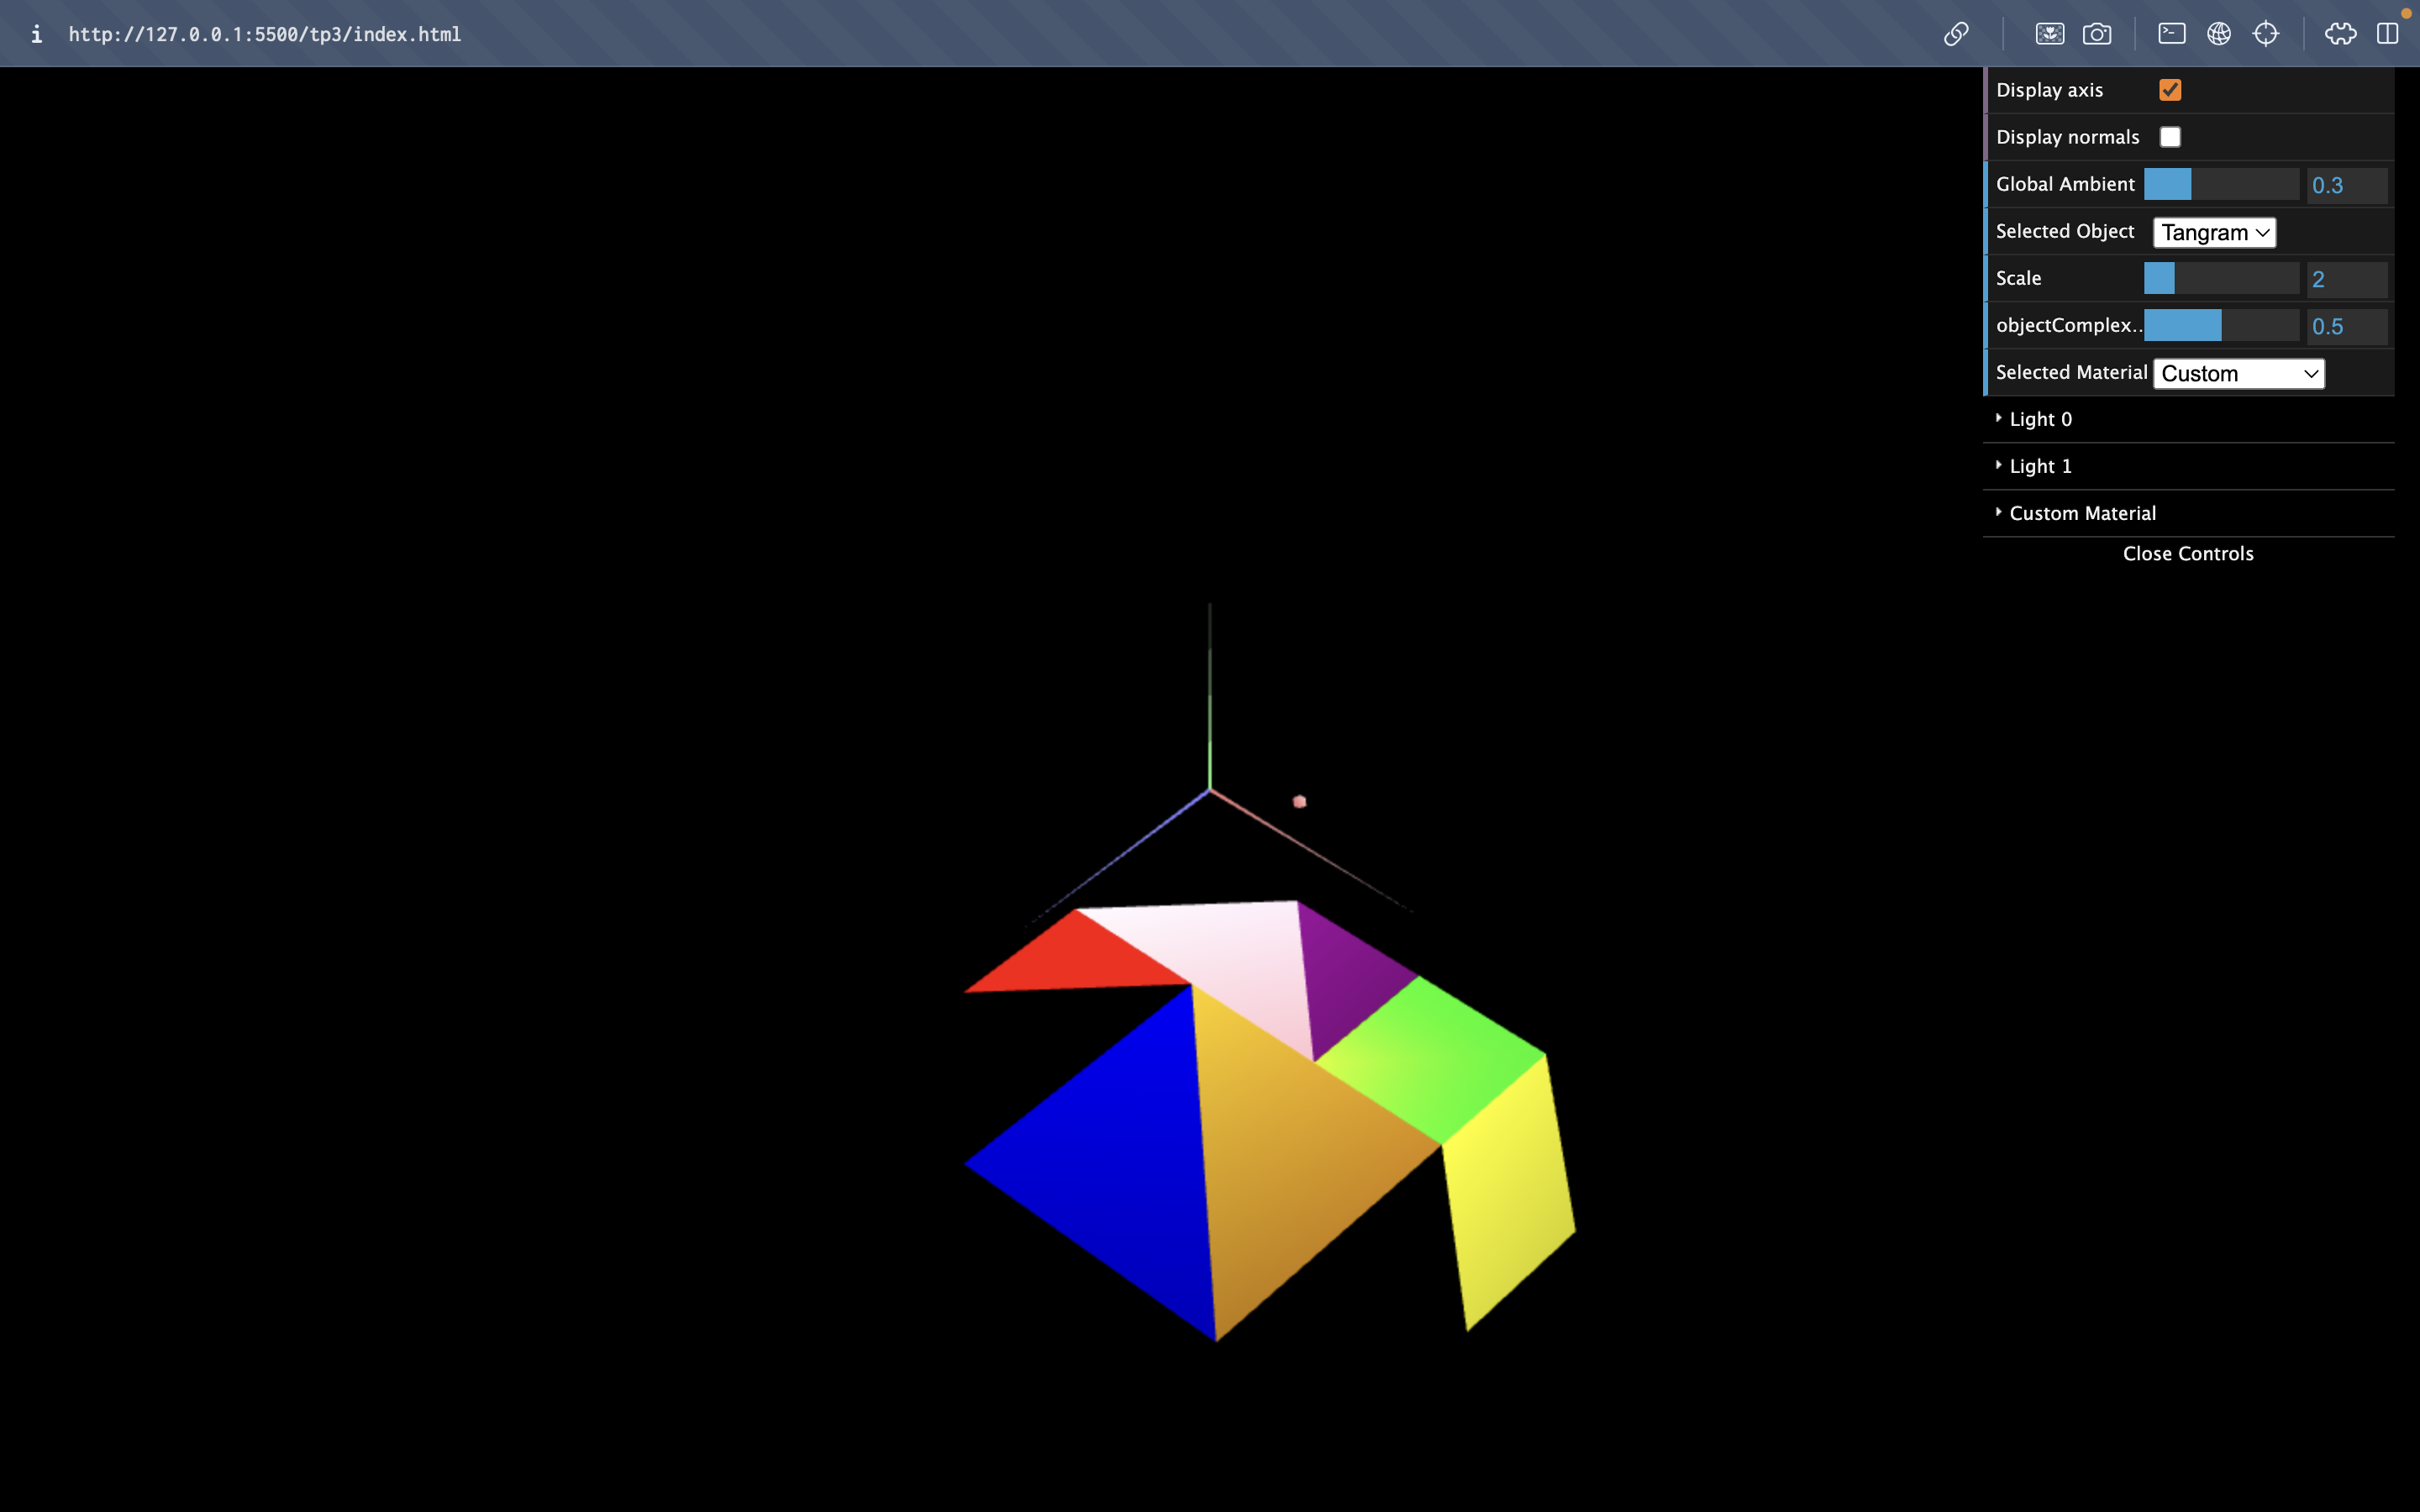 i http://127.0.0.1:5500/tp3/index.html
Display axis
Display normals
Global Ambient 0.3
Selected Object Tangram
Scale 2
objectComplex.. 0.5
Selected Material Custom
Light 0
Light 1
Custom Material
Close Controls